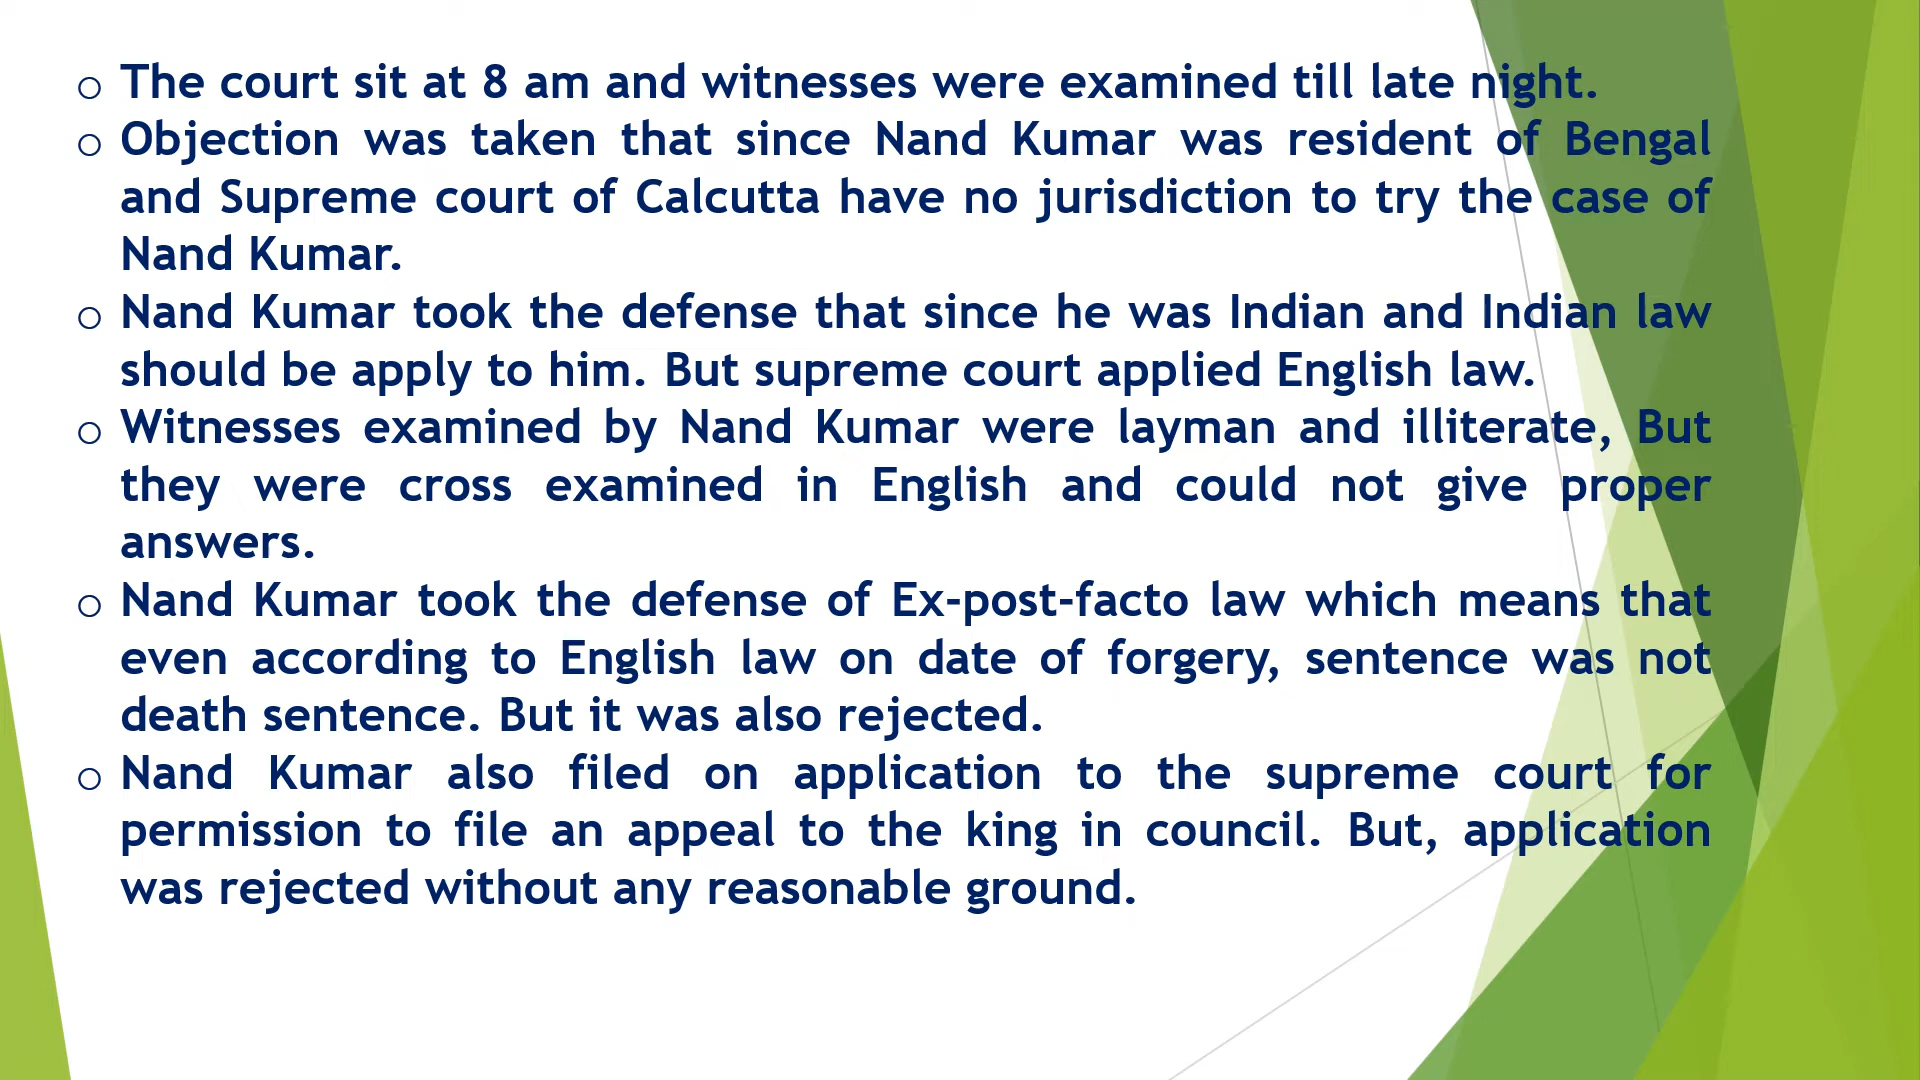 o The court sit at 8 am and witnesses were examined till late night.
o Objection was taken that since Nand Kumar was resident of Bengal
and Supreme court of Calcutta have no jurisdiction to try the case of
Nand Kumar.
o Nand Kumar took the defense that since he was Indian and Indian law
should be apply to him. But supreme court applied English law.
o Witnesses examined by Nand Kumar were layman and illiterate, But
they were cross examined in English and could not give proper
answers.
o Nand Kumar took the defense of Ex-post-facto law which means that
even according to English law on date of forgery, sentence was not
death sentence. But it was also rejected.
o Nand Kumar also filed on application to the supreme court for
permission to file an appeal to the king in council. But, application
was rejected without any reasonable ground.